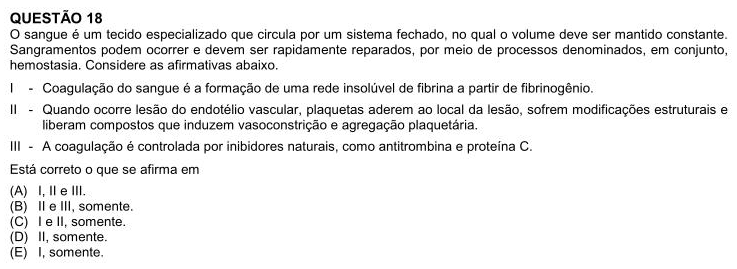 QUESTÃO 18
O sangue é um tecido especializado que circula por um sistema fechado, no qual o volume deve ser mantido constante.
Sangramentos podem ocorrer e devem ser rapidamente reparados, por meio de processos denominados, em conjunto,
hemostasia. Considere as afirmativas abaixo.
I - Coagulação do sangue é a formação de uma rede insolúvel de fibrina a partir de fibrinogênio.
II - Quando ocorre lesão do endotélio vascular, plaquetas aderem ao local da lesão, sofrem modificações estruturais e
liberam compostos que induzem vasoconstrição e agregação plaquetária.
III - A coagulação é controlada por inibidores naturais, como antitrombina e proteína C.
Está correto o que se afirma em
(A) I, II e III.
(B) II e III, somente.
(C) I e II, somente.
(D) II, somente.
(E) I, somente.